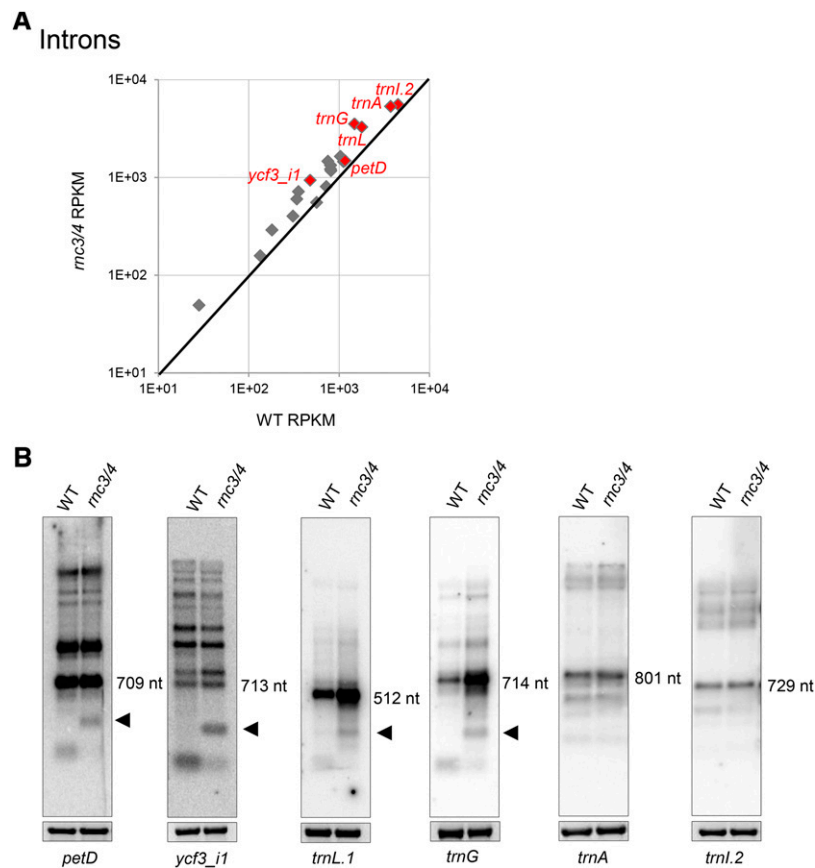 A
Introns
1E+04
1E+03
1E+02
1E+01
1E+01
1E+02
1E+03
1E+04
rnc3/4 RPKM
WT RPKM
trnI.2
trnA
trnG
trnL
petD
ycf3_i1
B
WT rnc3/4
WT rnc3/4
WT rnc3/4
WT rnc3/4
WT rnc3/4
WT rnc3/4
709 nt
713 nt
512 nt
714 nt
801 nt
729 nt
petD
ycf3_i1
trnL.1
trnG
trnA
trnI.2